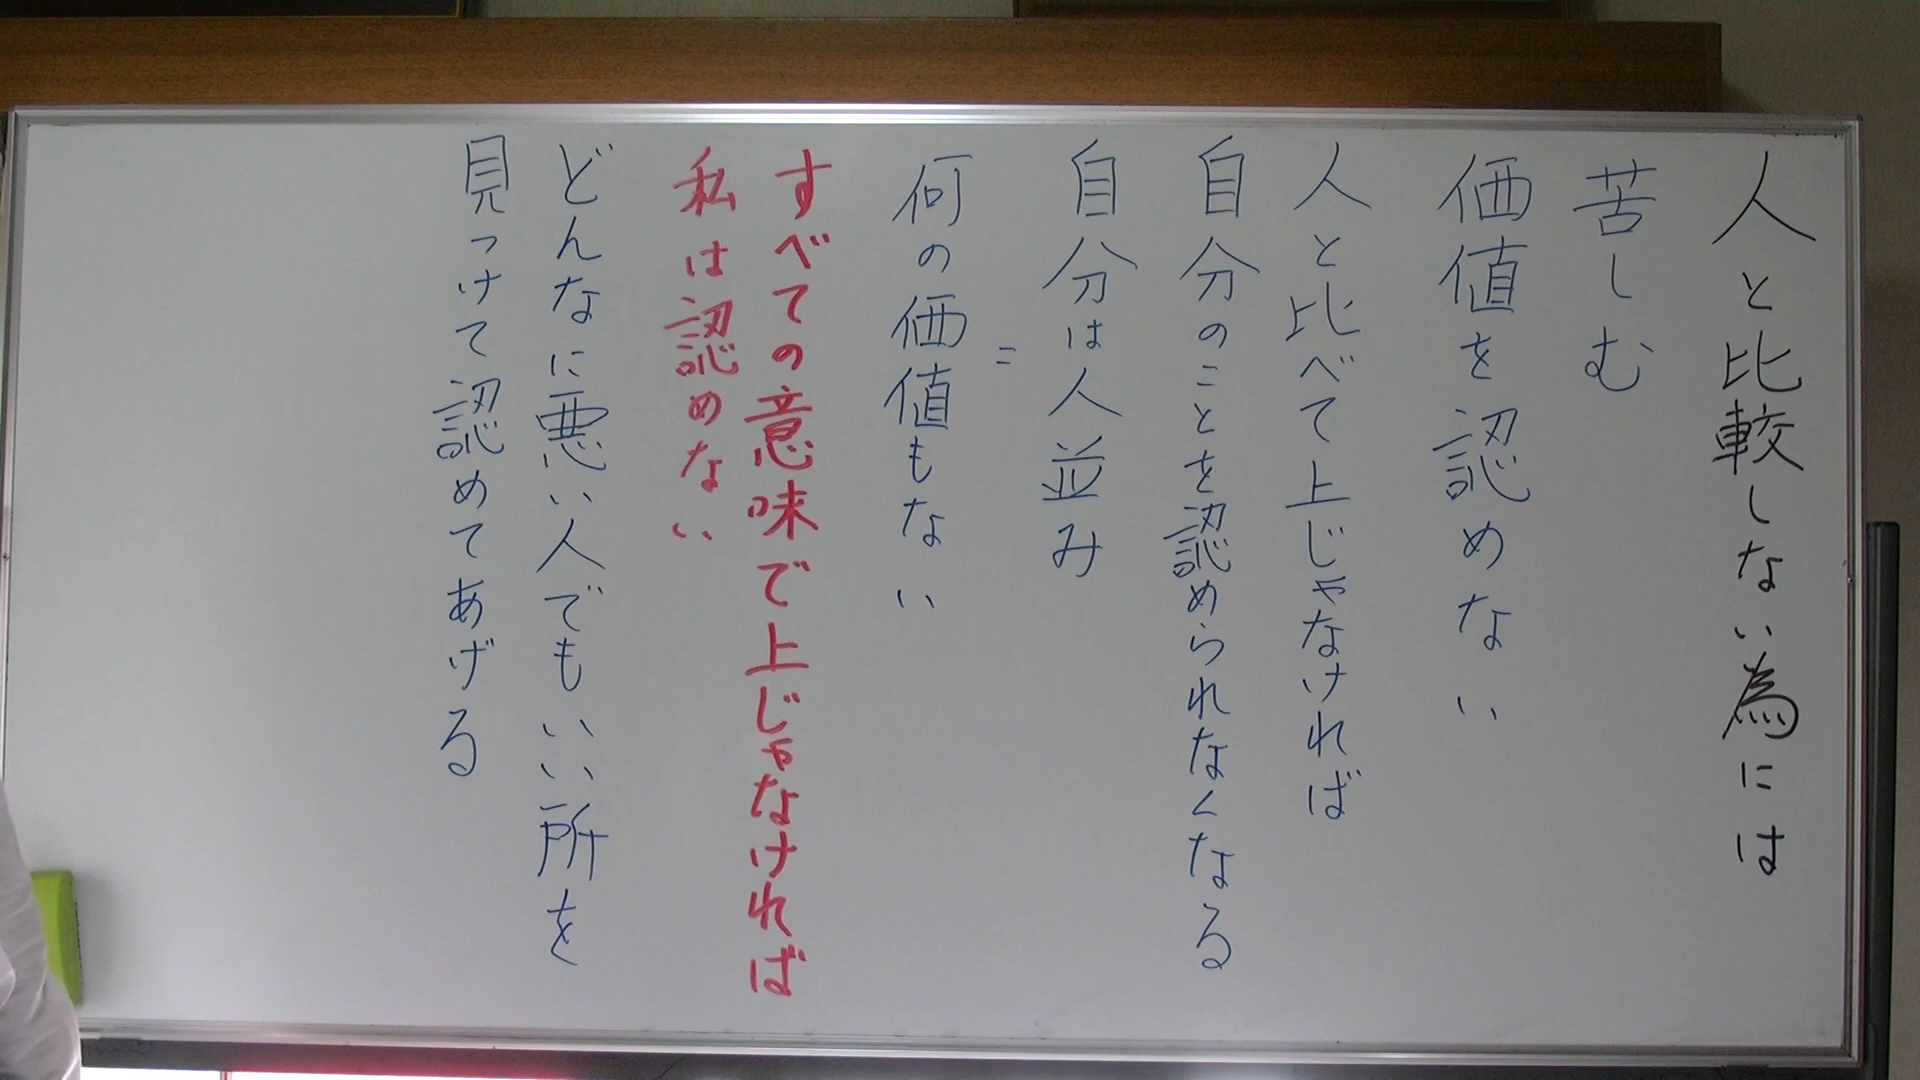 人と比較しない為には
苦しむ
価値を認めない
人と比べて上じゃなければ
自分のことを認められなくなる
自分は人並み
=
何の価値もない
すべての意味で上じゃなければ
私は認めない
どんなに悪い人でもいい所を
見つけて認めてあげる